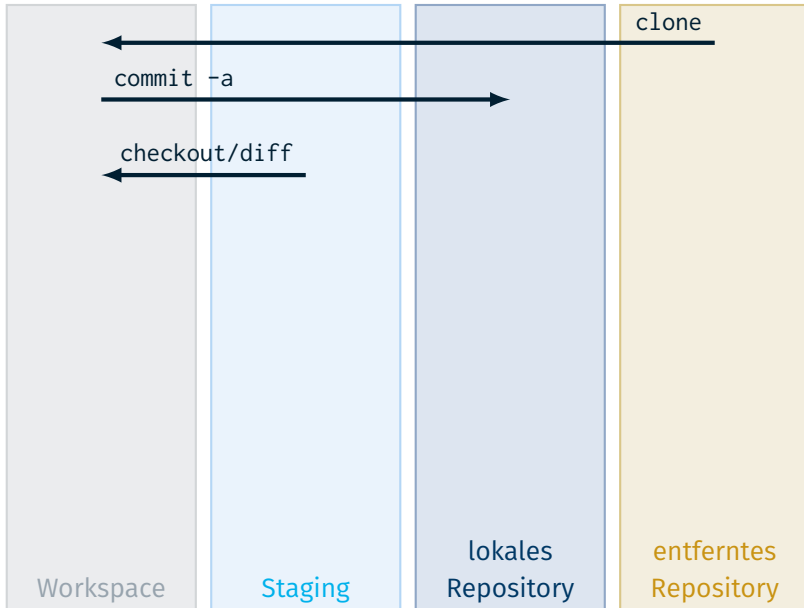 clone
commit -a
checkout/diff
Workspace
Staging
lokales
Repository
entferntes
Repository